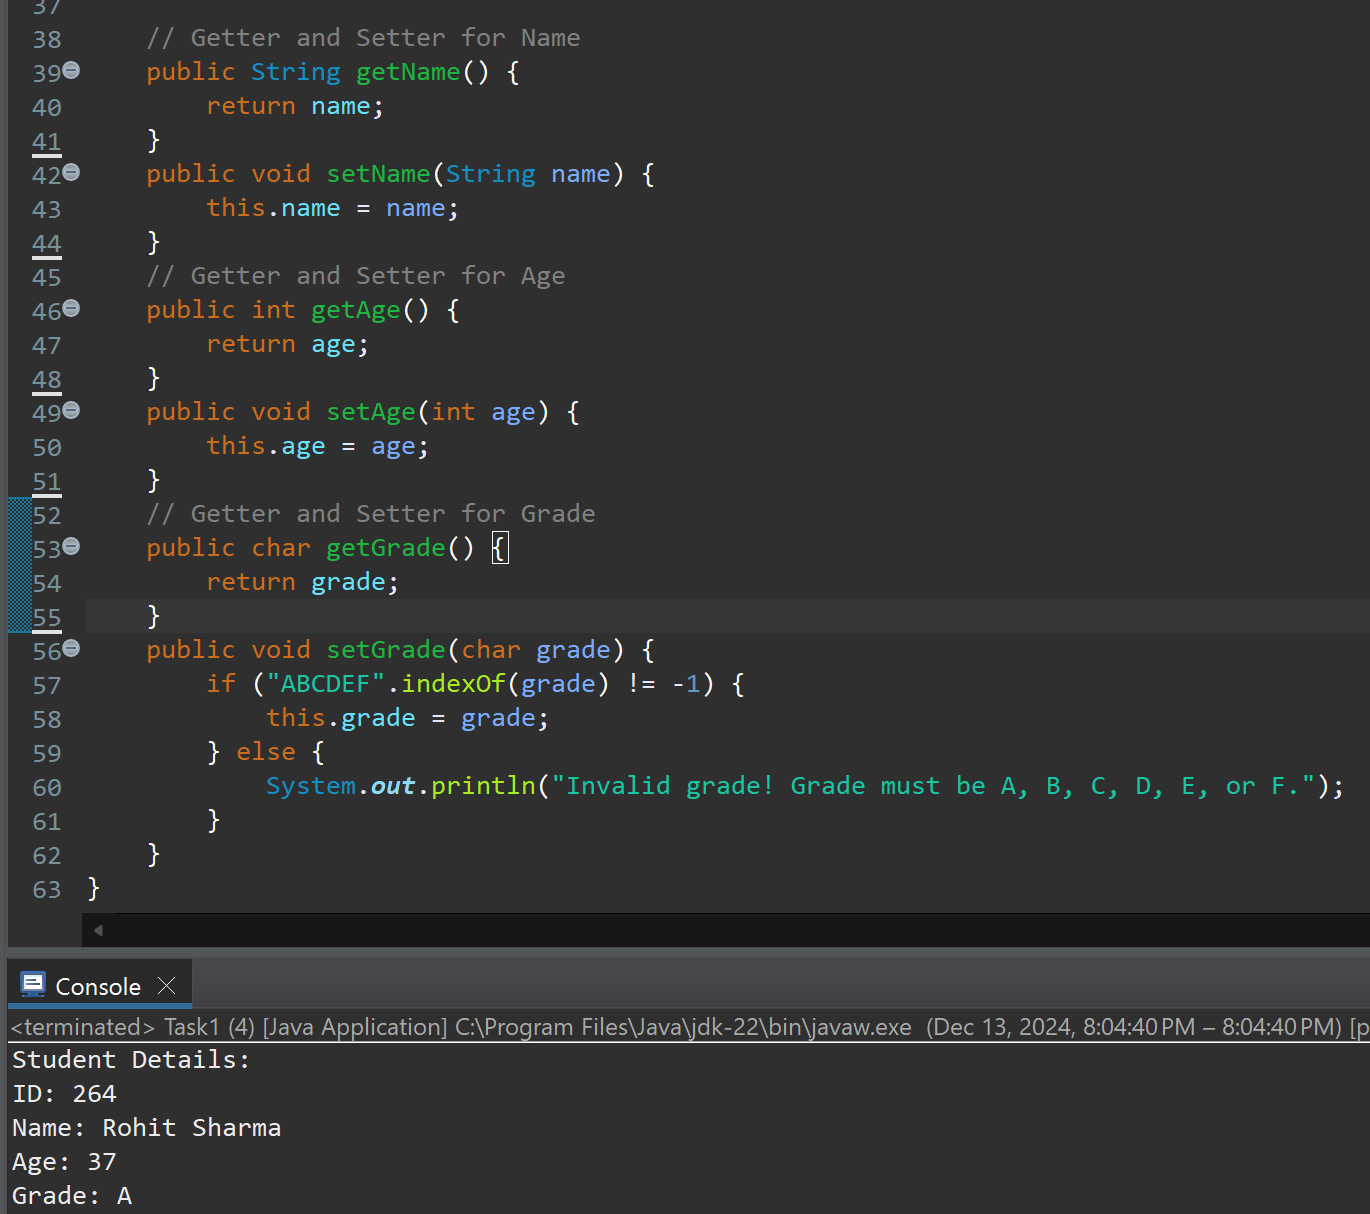 37
38 // Getter and Setter for Name
39 public String getName() {
40 return name;
41 }
42 public void setName(String name) {
43 this.name = name;
44 }
45 // Getter and Setter for Age
46 public int getAge() {
47 return age;
48 }
49 public void setAge(int age) {
50 this.age = age;
51 }
52 // Getter and Setter for Grade
53 public char getGrade() {
54 return grade;
55 }
56 public void setGrade(char grade) {
57 if ("ABCDEF".indexOf(grade) != -1) {
58 this.grade = grade;
59 } else {
60 System.out.println("Invalid grade! Grade must be A, B, C, D, E, or F.");
61 }
62 }
63 }
Console
<terminated> Task1 (4) [Java Application] C:\Program Files\Java\jdk-22\bin\javaw.exe (Dec 13, 2024, 8:04:40 PM – 8:04:40 PM) [p
Student Details:
ID: 264
Name: Rohit Sharma
Age: 37
Grade: A